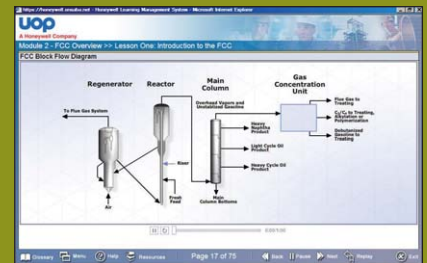 https://honeywell.zeroku.net - Honeywell Learning Management System - Microsoft Internet Explorer
UOP
A Honeywell Company
Module 2 - FCC Overview >> Lesson One: Introduction to the FCC
FCC Block Flow Diagram
Regenerator
Reactor
Main
Column
Gas
Concentration
Unit
To Flue Gas System
Overhead Vapors and
Unstabilized Gasoline
Flue Gas to
Treating
C3/C4 to Treating,
Alkylation or
Polymerization
Debutanized
Gasoline to
Treating
Heavy
Naphtha
Product
Light Cycle Oil
Product
Heavy Cycle Oil
Product
Riser
Fresh
Feed
Air
Main
Column Bottoms
Glossary Menu Help Resources Page 17 of 75 Back Pause Next Replay Exit